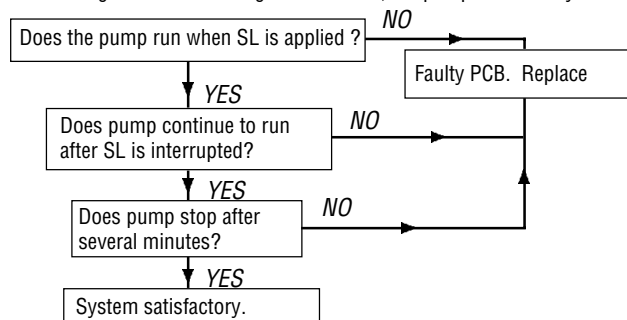 Does the pump run when SL is applied ?
NO
Faulty PCB. Replace
YES
Does pump continue to run
after SL is interrupted?
NO
YES
Does pump stop after
several minutes?
NO
YES
System satisfactory.